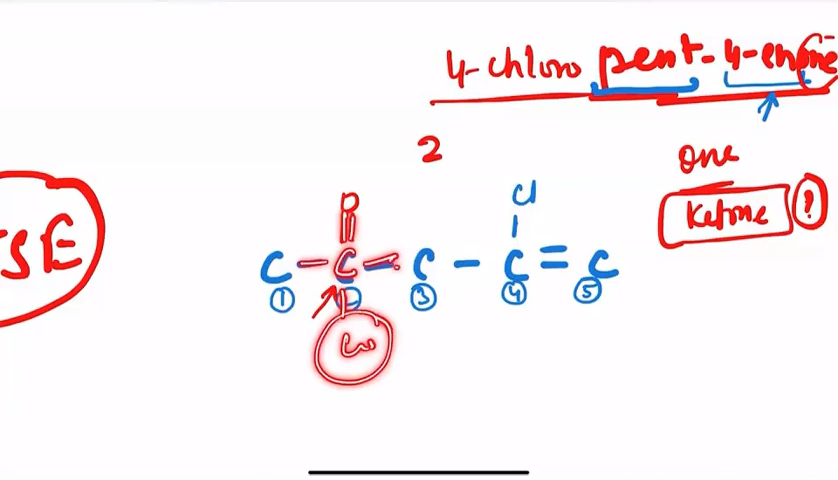 4-chloro pent-4-enone
2
one
Ketone ?
SE
O
Cl
C - C - C - C = C
① ② ③ ④ ⑤